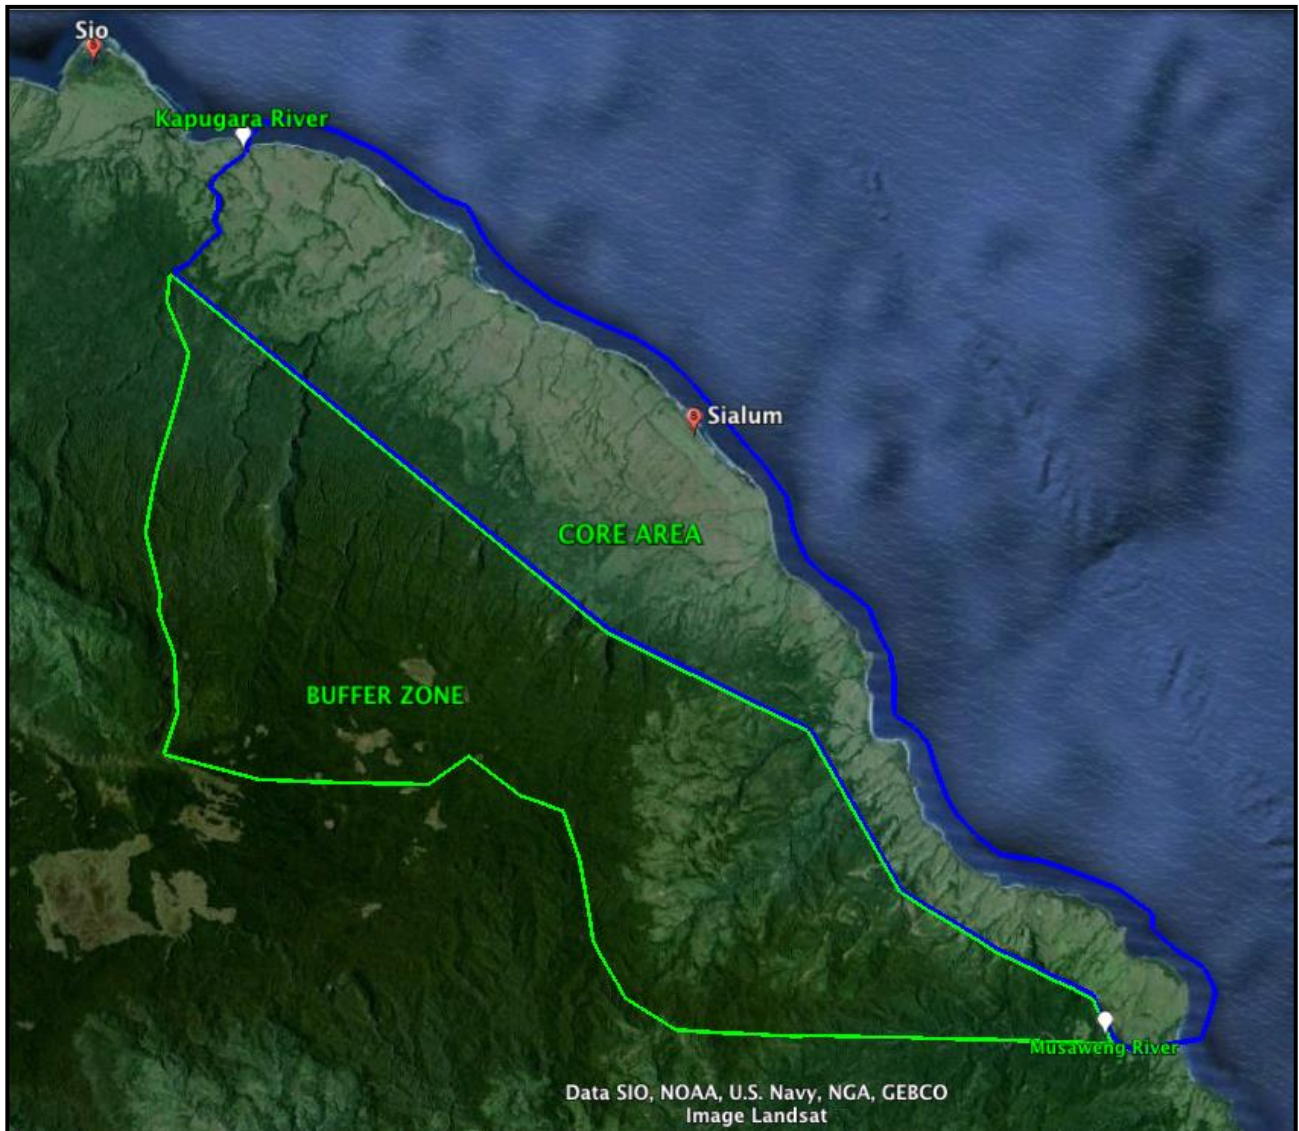 Sio
Kapugara River
Sialum
CORE AREA
BUFFER ZONE
Musaweng River
Data SIO, NOAA, U.S. Navy, NGA, GEBCO
Image Landsat